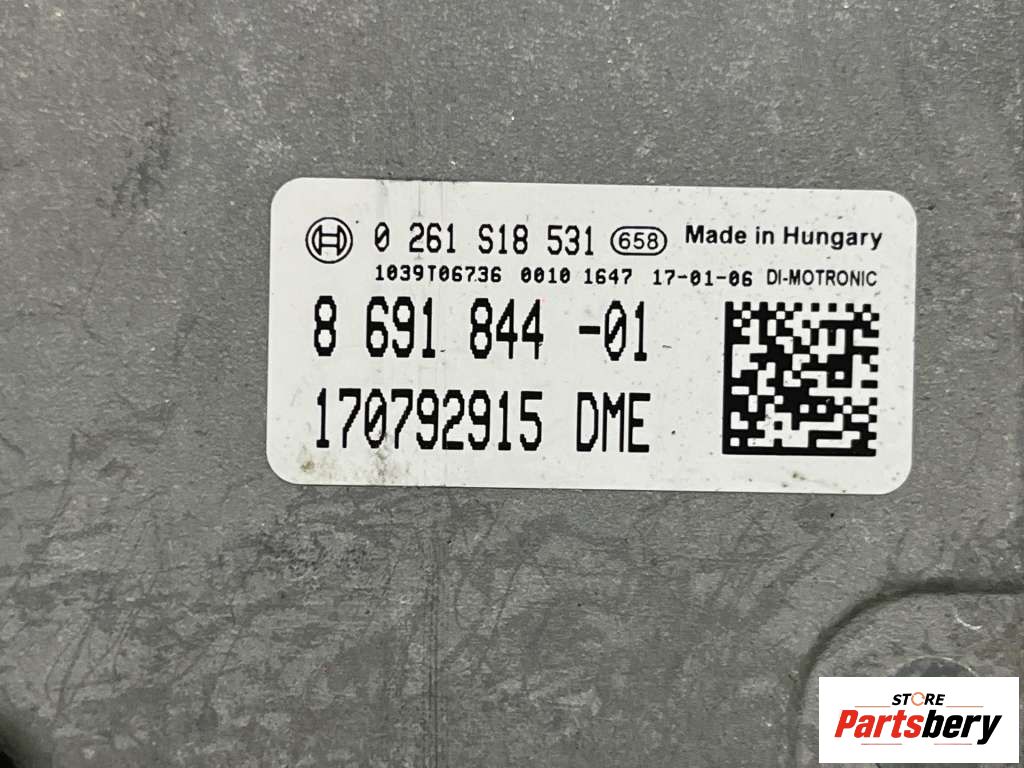 0 261 S18 531 658 Made in Hungary
1039T06736 0010 1647 17-01-06 DI-MOTRONIC
8 691 844 -01
170792915 DME
STORE
Partsbery